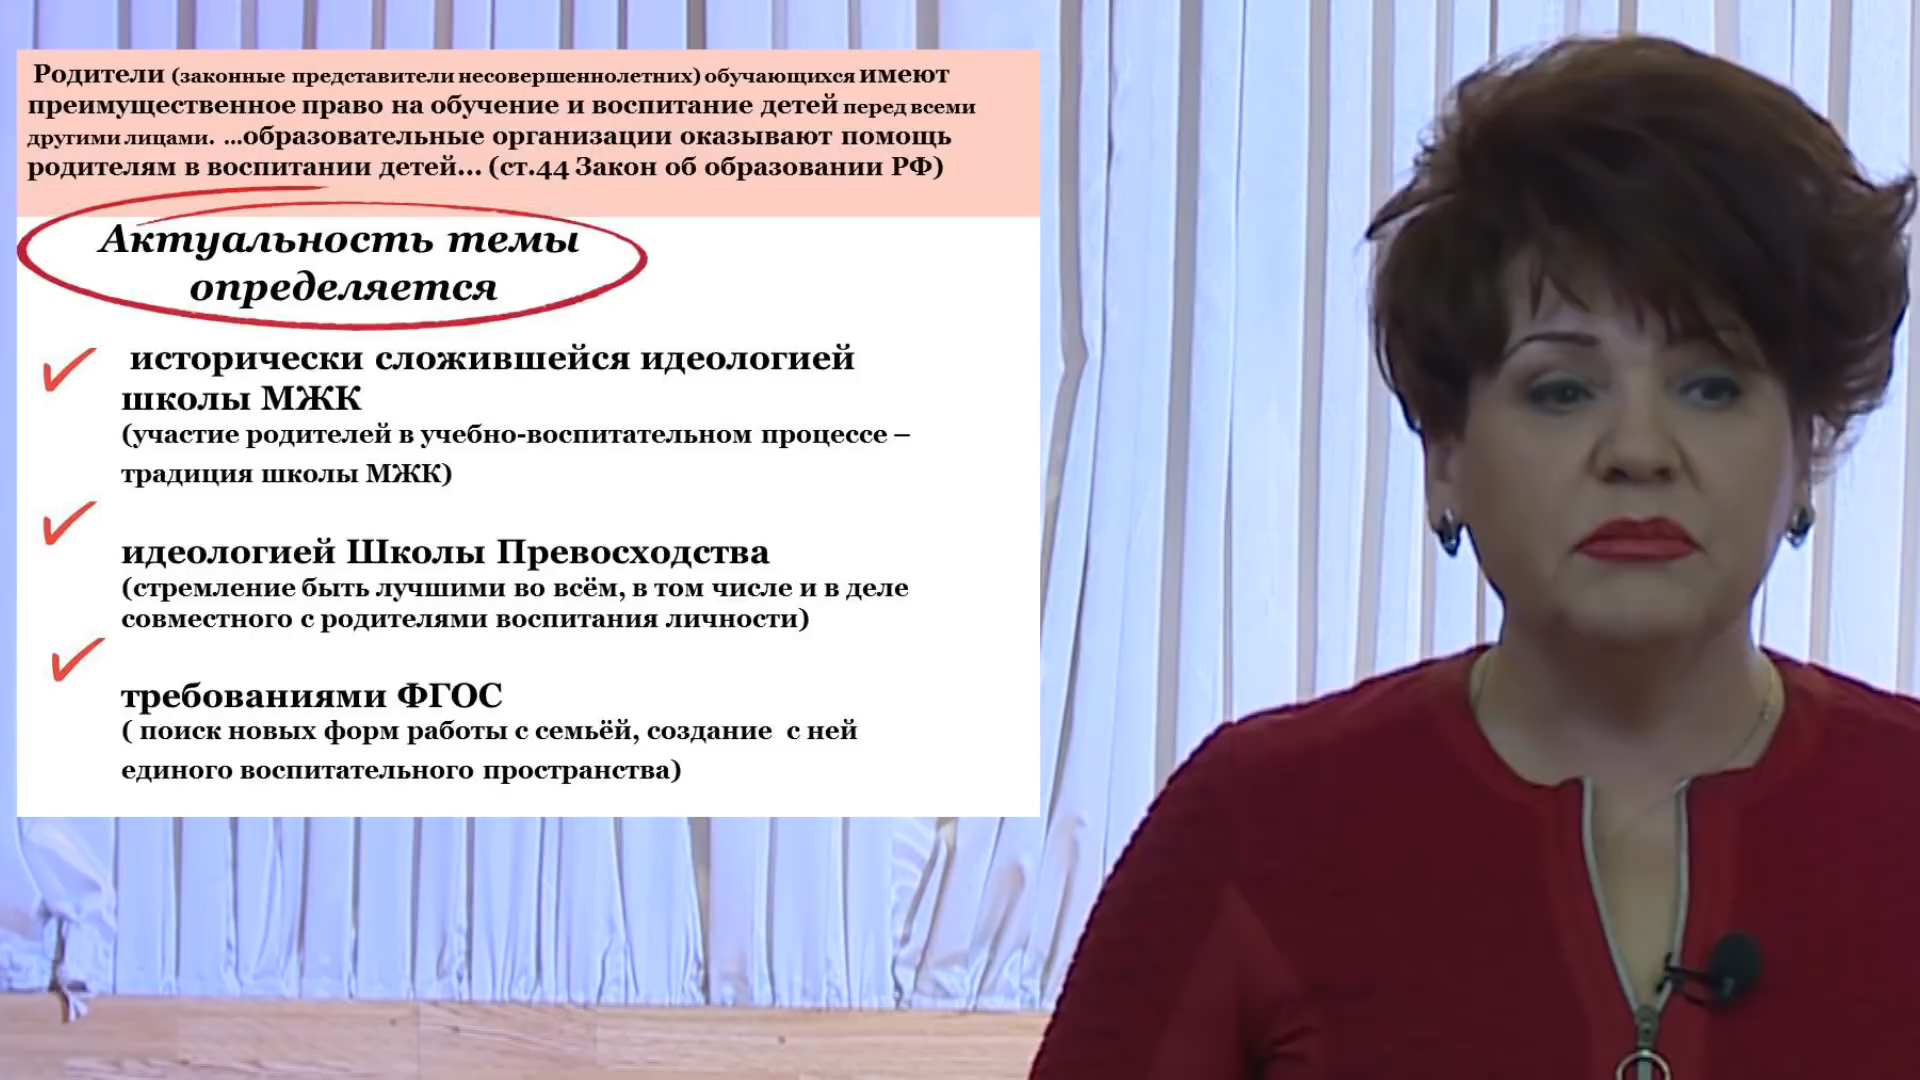 Родители (законные представители несовершеннолетних) обучающихся имеют
преимущественное право на обучение и воспитание детей перед всеми
другими лицами. ...образовательные организации оказывают помощь
родителям в воспитании детей... (ст.44 Закон об образовании РФ)
Актуальность темы
определяется
исторически сложившейся идеологией
школы МЖК
(участие родителей в учебно-воспитательном процессе –
традиция школы МЖК)
идеологией Школы Превосходства
(стремление быть лучшими во всём, в том числе и в деле
совместного с родителями воспитания личности)
требованиями ФГОС
( поиск новых форм работы с семьёй, создание с ней
единого воспитательного пространства)